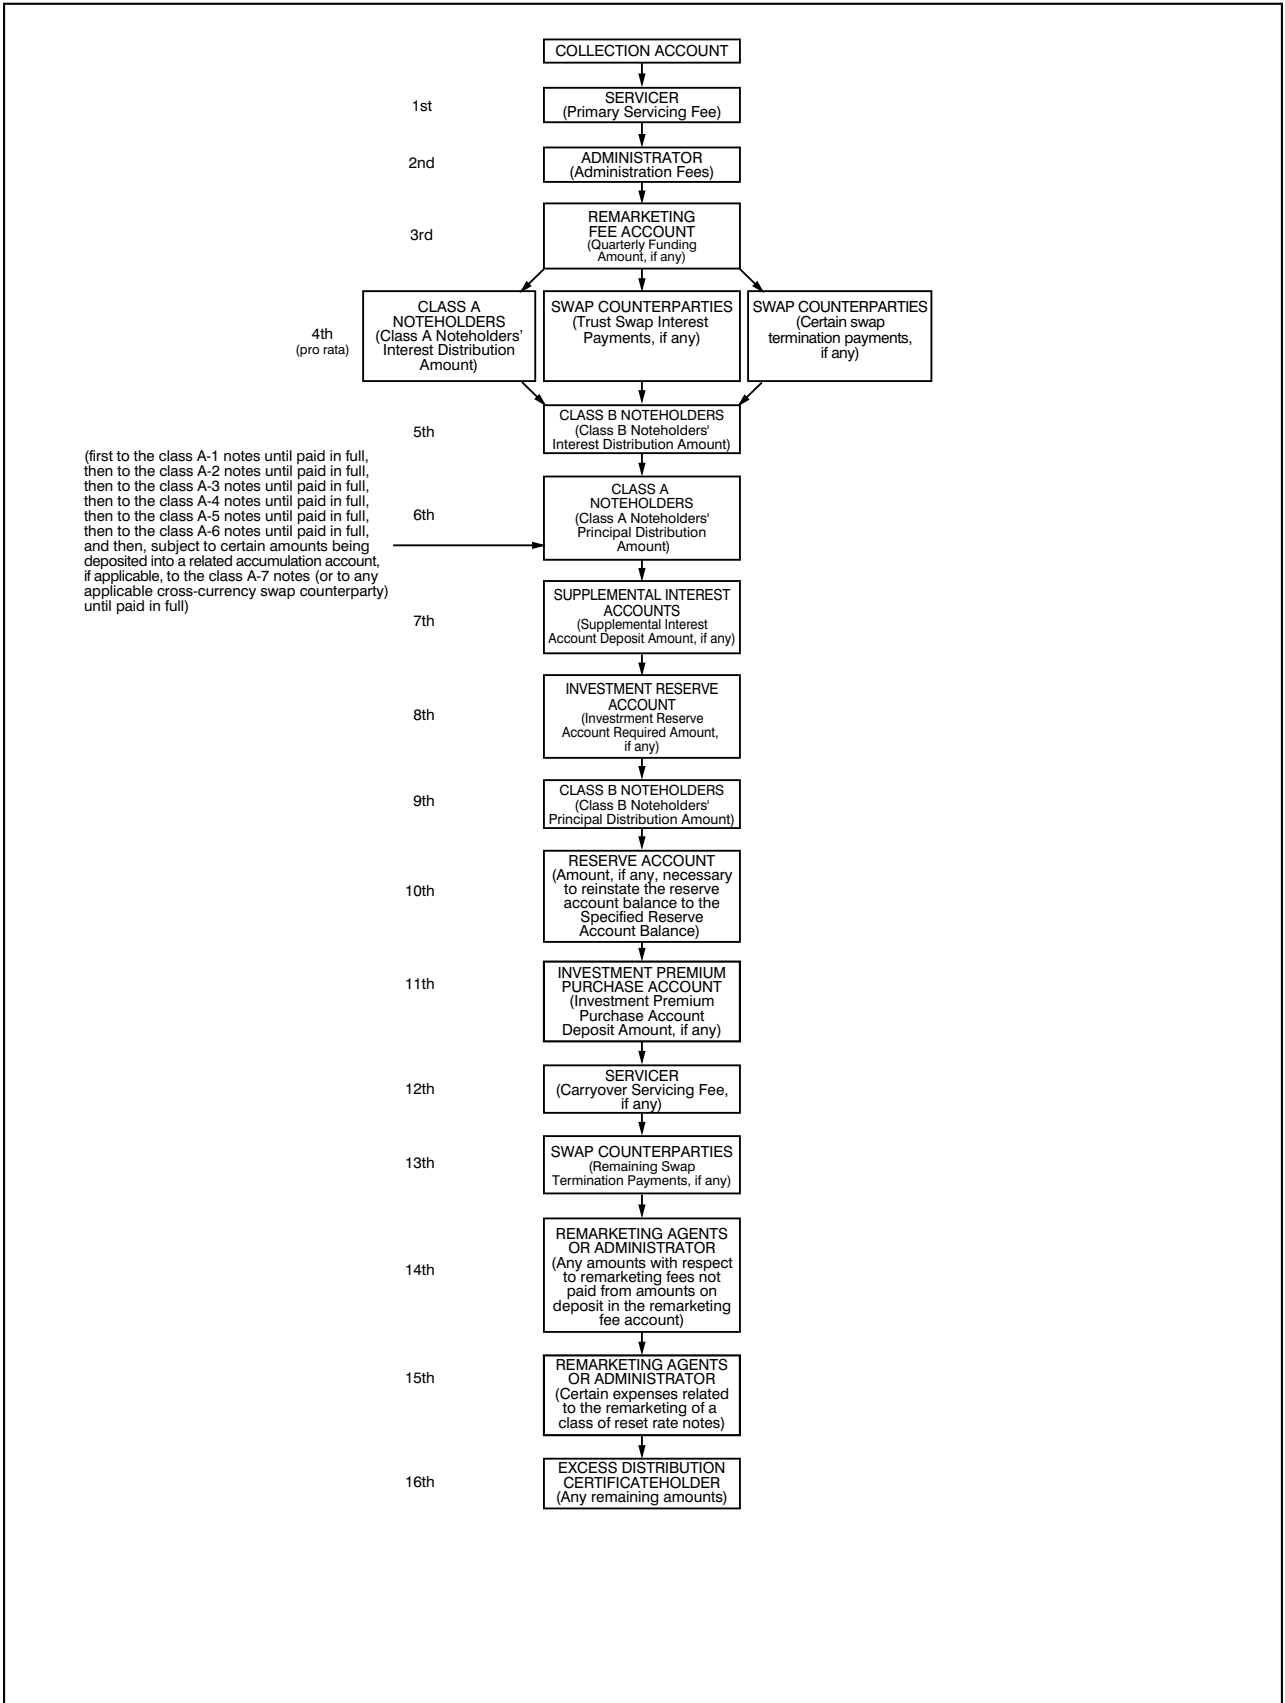 COLLECTION ACCOUNT
1st
SERVICER
(Primary Servicing Fee)
2nd
ADMINISTRATOR
(Administration Fees)
3rd
REMARKETING
FEE ACCOUNT
(Quarterly Funding
Amount, if any)
4th
(pro rata)
CLASS A
NOTEHOLDERS
(Class A Noteholders'
Interest Distribution
Amount)
SWAP COUNTERPARTIES
(Trust Swap Interest
Payments, if any)
SWAP COUNTERPARTIES
(Certain swap
termination payments,
if any)
5th
CLASS B NOTEHOLDERS
(Class B Noteholders'
Interest Distribution Amount)
(first to the class A-1 notes until paid in full,
then to the class A-2 notes until paid in full,
then to the class A-3 notes until paid in full,
then to the class A-4 notes until paid in full,
then to the class A-5 notes until paid in full,
then to the class A-6 notes until paid in full,
and then, subject to certain amounts being
deposited into a related accumulation account,
if applicable, to the class A-7 notes (or to any
applicable cross-currency swap counterparty)
until paid in full)
6th
CLASS A
NOTEHOLDERS
(Class A Noteholders'
Principal Distribution
Amount)
7th
SUPPLEMENTAL INTEREST
ACCOUNTS
(Supplemental Interest
Account Deposit Amount, if any)
8th
INVESTMENT RESERVE
ACCOUNT
(Investrment Reserve
Account Required Amount,
if any)
9th
CLASS B NOTEHOLDERS
(Class B Noteholders'
Principal Distribution Amount)
10th
RESERVE ACCOUNT
(Amount, if any, necessary
to reinstate the reserve
account balance to the
Specified Reserve
Account Balance)
11th
INVESTMENT PREMIUM
PURCHASE ACCOUNT
(Investment Premium
Purchase Account
Deposit Amount, if any)
12th
SERVICER
(Carryover Servicing Fee,
if any)
13th
SWAP COUNTERPARTIES
(Remaining Swap
Termination Payments, if any)
14th
REMARKETING AGENTS
OR ADMINISTRATOR
(Any amounts with respect
to remarketing fees not
paid from amounts on
deposit in the remarketing
fee account)
15th
REMARKETING AGENTS
OR ADMINISTRATOR
(Certain expenses related
to the remarketing of a
class of reset rate notes)
16th
EXCESS DISTRIBUTION
CERTIFICATEHOLDER
(Any remaining amounts)